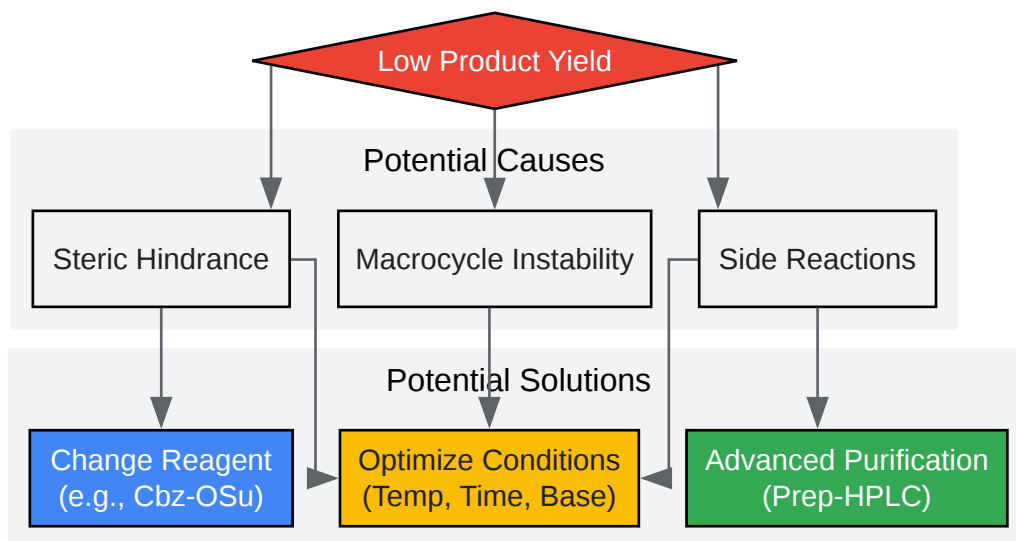 Low Product Yield
Potential Causes
Steric Hindrance
Macrocycle Instability
Side Reactions
Potential Solutions
Change Reagent
(e.g., Cbz-OSu)
Optimize Conditions
(Temp, Time, Base)
Advanced Purification
(Prep-HPLC)